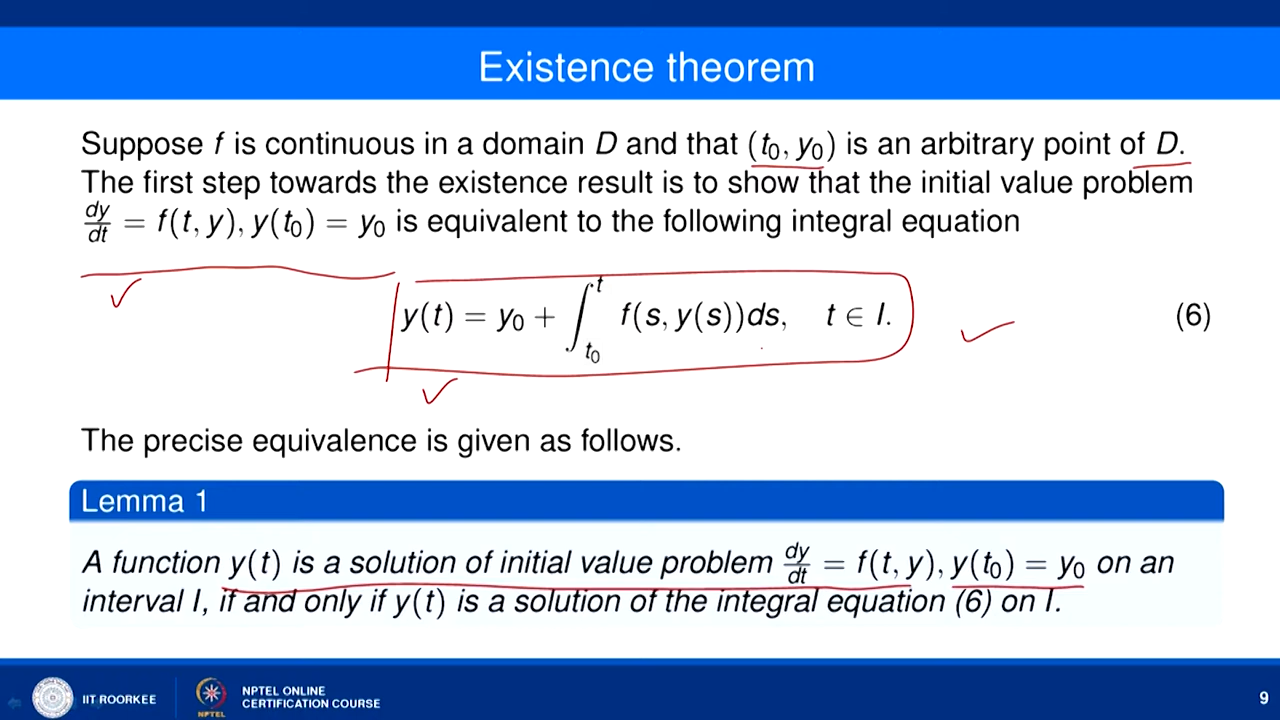 Existence theorem
Suppose f is continuous in a domain D and that (t₀, y₀) is an arbitrary point of D.
The first step towards the existence result is to show that the initial value problem
dy/dt = f(t, y), y(t₀) = y₀ is equivalent to the following integral equation
y(t) = y₀ + ∫_{t₀}^{t} f(s, y(s))ds, t ∈ I. (6)
The precise equivalence is given as follows.
Lemma 1
A function y(t) is a solution of initial value problem dy/dt = f(t, y), y(t₀) = y₀ on an
interval I, if and only if y(t) is a solution of the integral equation (6) on I.
IIT ROORKEE
NPTEL
NPTEL ONLINE
CERTIFICATION COURSE
9